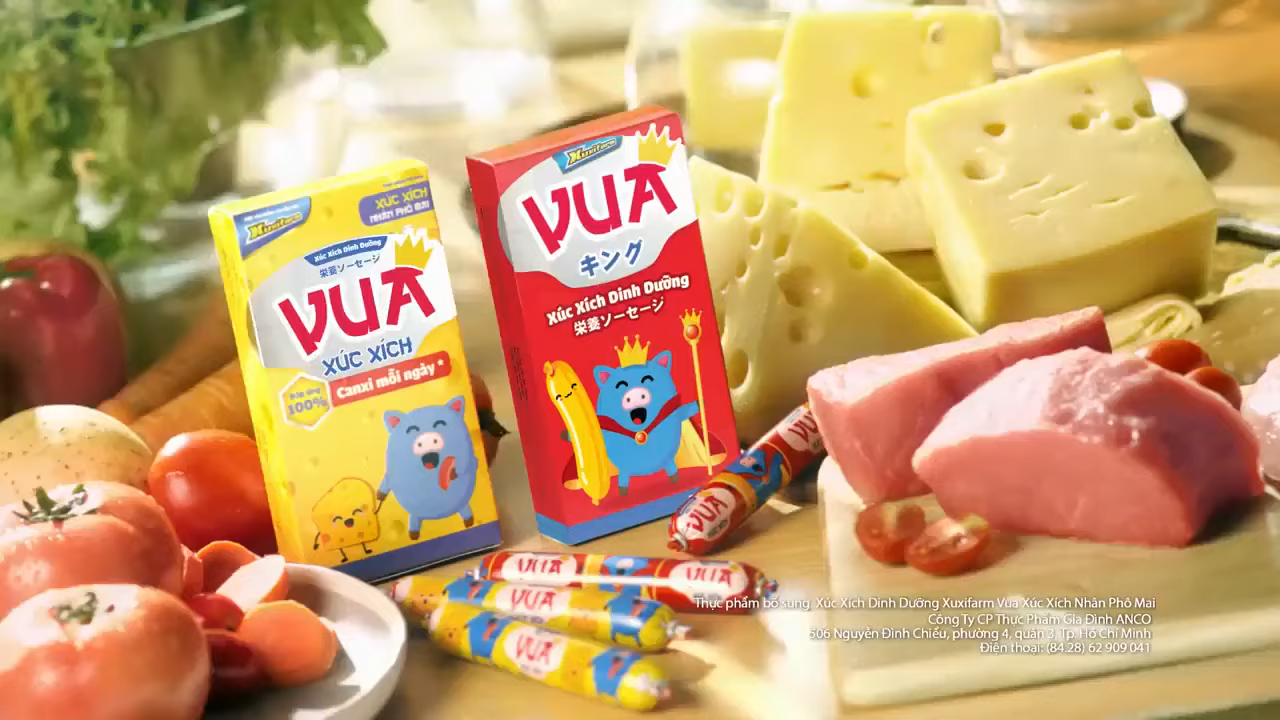 Xuxifarm
XÚC XÍCH
NHÂN PHÔ MAI
Xúc Xích Dinh Dưỡng
栄養ソーセージ
VUA
XÚC XÍCH
100%
Canxi mỗi ngày *
Xuxifarm
VUA
キング
Xúc Xích Dinh Dưỡng
栄養ソーセージ
VUA
VUA
VUA
VUA
VUA
VUA
Thực phẩm bổ sung: Xúc Xích Dinh Dưỡng Xuxifarm Vua Xúc Xích Nhân Phô Mai
Công Ty CP Thực Phẩm Gia Đình ANCO
506 Nguyễn Đình Chiểu, phường 4, quận 3, Tp. Hồ Chí Minh
Điện thoại: (84.28) 62 909 041